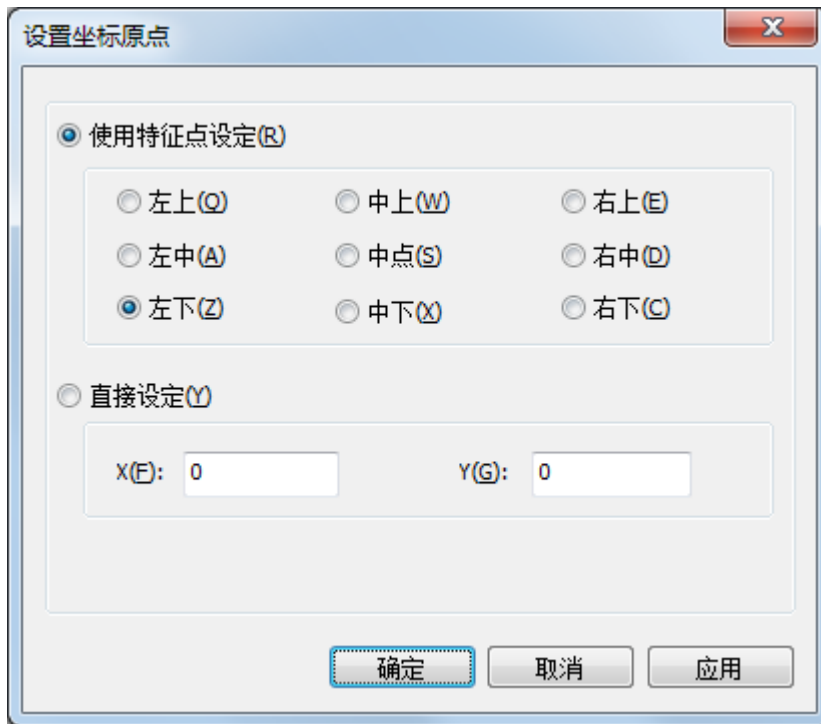 设置坐标原点
使用特征点设定(R)
左上(Q) 中上(W) 右上(E)
左中(A) 中点(S) 右中(D)
左下(Z) 中下(X) 右下(C)
直接设定(Y)
X(F): 0 Y(G): 0
确定 取消 应用